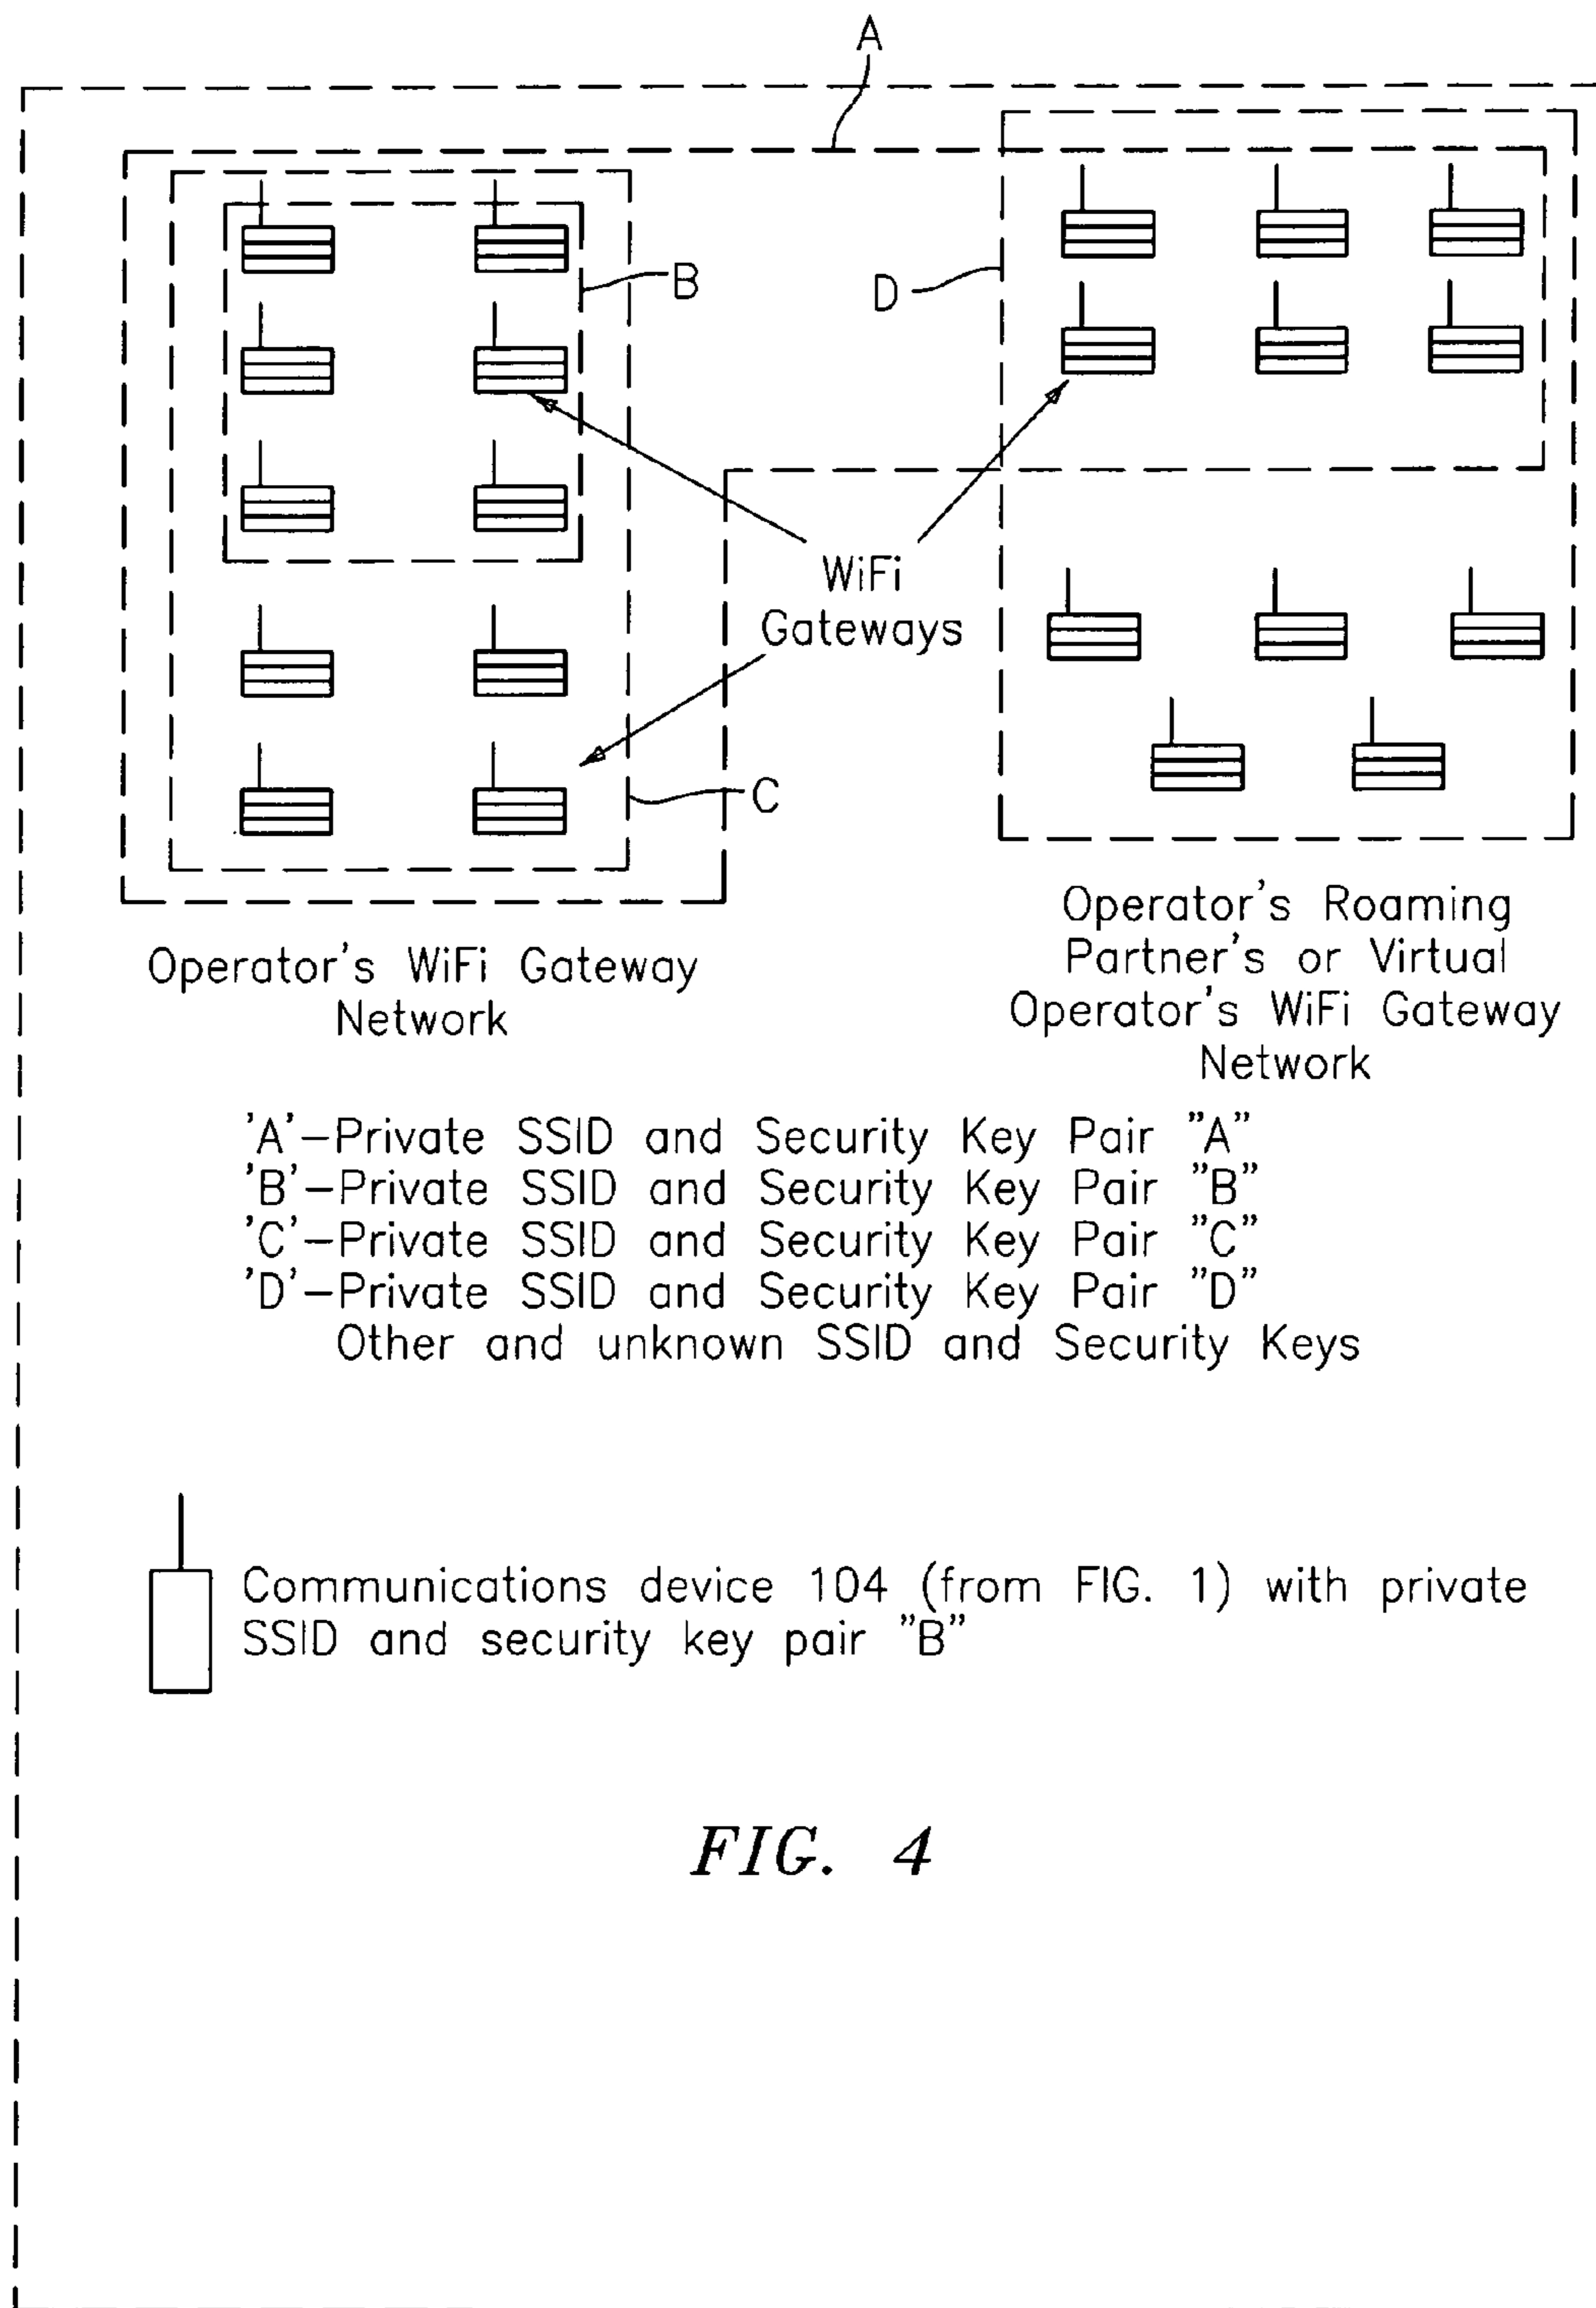 A
B
D
WiFi
Gateways
C
Operator's WiFi Gateway
Network
Operator's Roaming
Partner's or Virtual
Operator's WiFi Gateway
Network
'A'–Private SSID and Security Key Pair "A"
'B'–Private SSID and Security Key Pair "B"
'C'–Private SSID and Security Key Pair "C"
'D'–Private SSID and Security Key Pair "D"
Other and unknown SSID and Security Keys
Communications device 104 (from FIG. 1) with private
SSID and security key pair "B"
FIG. 4